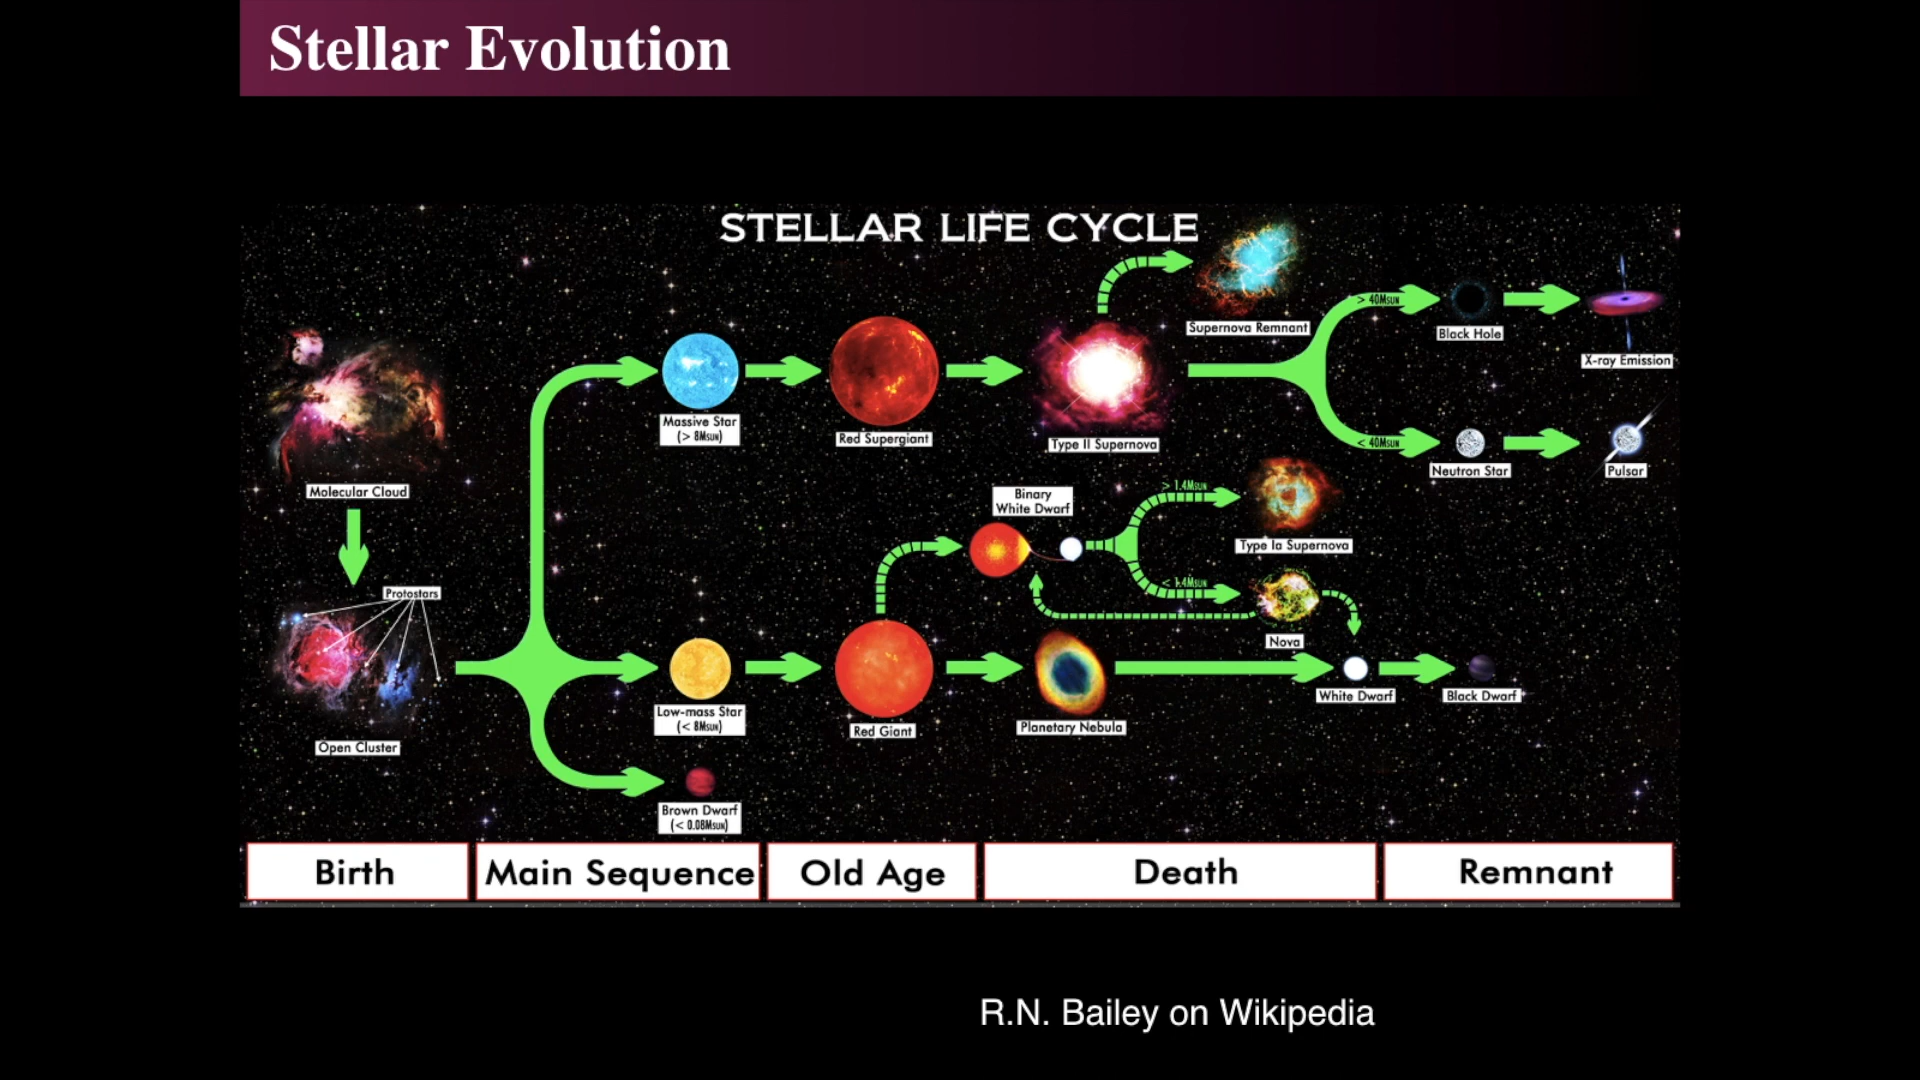 Stellar Evolution
STELLAR LIFE CYCLE
Supernova Remnant
> 40MSUN
Black Hole
X-ray Emission
Massive Star
(> 8MSUN)
Red Supergiant
Type II Supernova
< 40MSUN
Neutron Star
Pulsar
Molecular Cloud
Binary
White Dwarf
> 1.4MSUN
Type Ia Supernova
< 1.4MSUN
Protostars
Nova
Low-mass Star
(< 8MSUN)
Red Giant
Planetary Nebula
White Dwarf
Black Dwarf
Open Cluster
Brown Dwarf
(< 0.08MSUN)
Birth
Main Sequence
Old Age
Death
Remnant
R.N. Bailey on Wikipedia